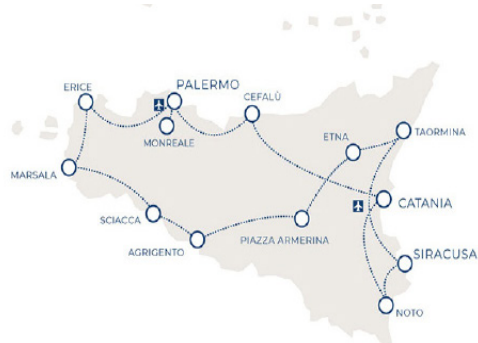 ERICE
PALERMO
CEFALÙ
MONREALE
ETNA
TAORMINA
MARSALA
CATANIA
SCIACCA
AGRIGENTO
PIAZZA ARMERINA
SIRACUSA
NOTO